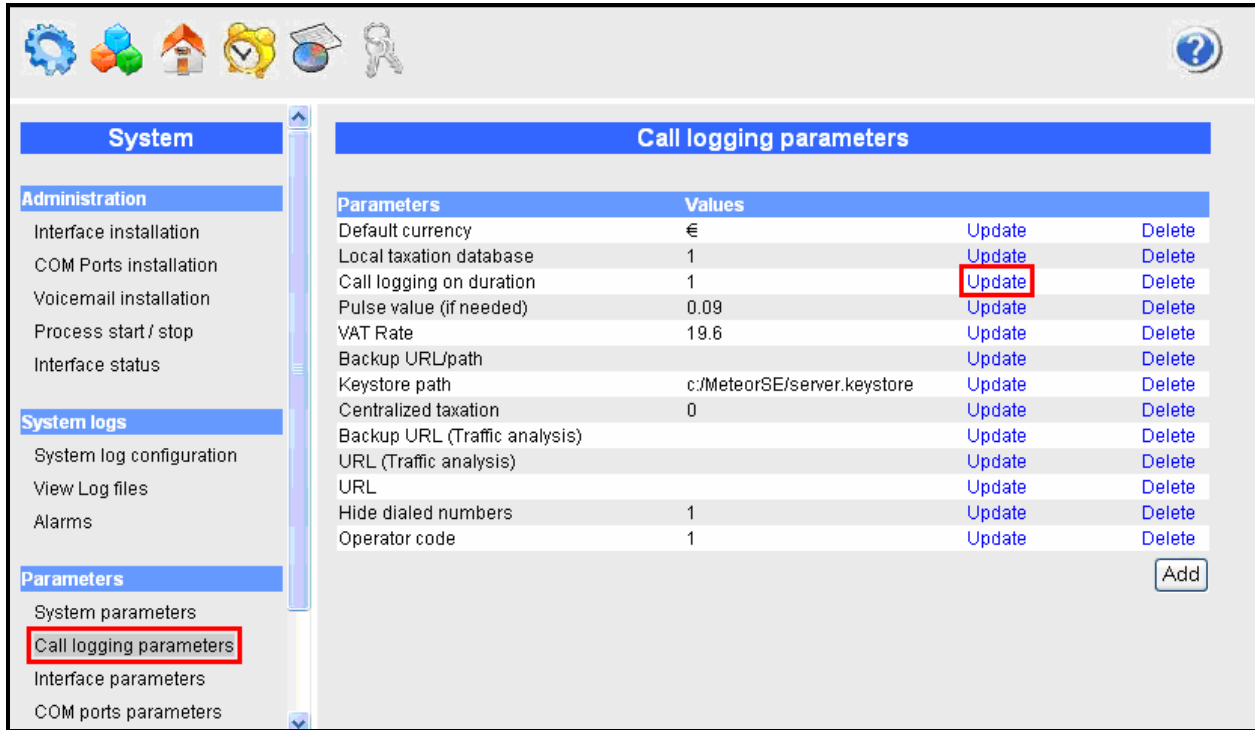 ?
System
Administration
Interface installation
COM Ports installation
Voicemail installation
Process start / stop
Interface status
System logs
System log configuration
View Log files
Alarms
Parameters
System parameters
Call logging parameters
Interface parameters
COM ports parameters
Call logging parameters
Parameters Values
Default currency € Update Delete
Local taxation database 1 Update Delete
Call logging on duration 1 Update Delete
Pulse value (if needed) 0.09 Update Delete
VAT Rate 19.6 Update Delete
Backup URL/path Update Delete
Keystore path c:/MeteorSE/server.keystore Update Delete
Centralized taxation 0 Update Delete
Backup URL (Traffic analysis) Update Delete
URL (Traffic analysis) Update Delete
URL Update Delete
Hide dialed numbers 1 Update Delete
Operator code 1 Update Delete
Add